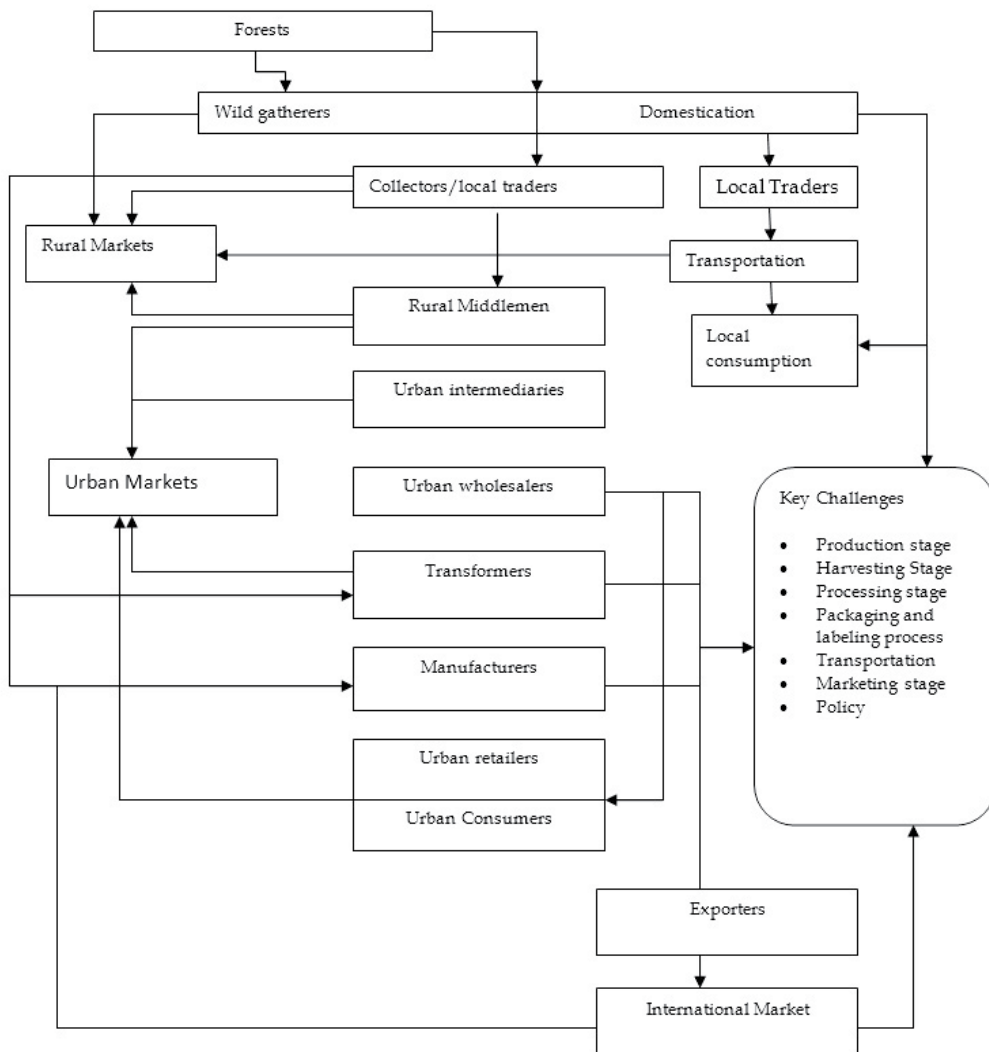 Forests
Wild gatherers
Domestication
Collectors/local traders
Local Traders
Rural Markets
Transportation
Rural Middlemen
Local
consumption
Urban intermediaries
Urban Markets
Urban wholesalers
Key Challenges
• Production stage
• Harvesting Stage
• Processing stage
• Packaging and
labeling process
• Transportation
• Marketing stage
• Policy
Transformers
Manufacturers
Urban retailers
Urban Consumers
Exporters
International Market